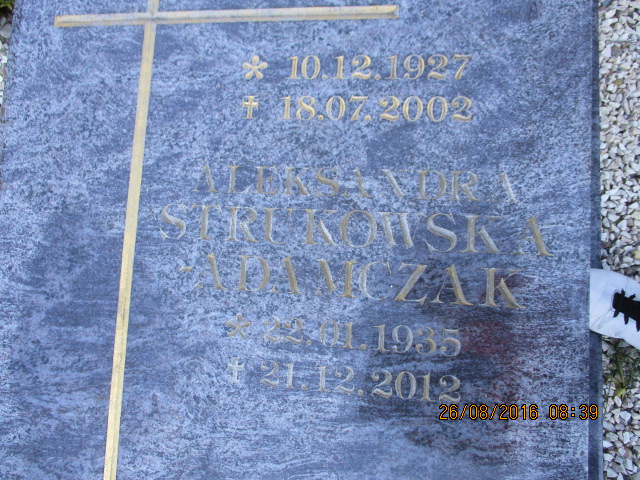 * 10.12.1927
† 18.07.2002
ALEKSANDRA
STRUKOWSKA
-ADAMCZAK
* 22.01.1935
† 21.12.2012
26/08/2016 08:39